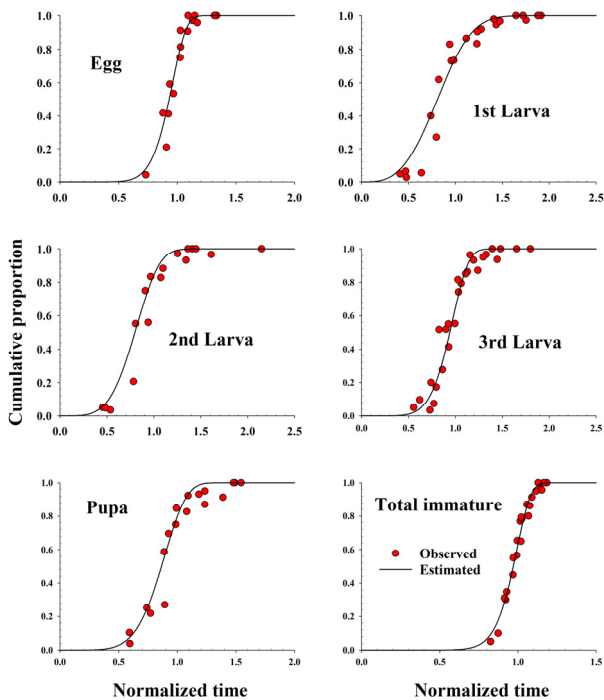 Cumulative proportion
1.0
0.8
0.6
0.4
0.2
0.0
Egg
0.0 0.5 1.0 1.5 2.0
1.0
0.8
0.6
0.4
0.2
0.0
1st Larva
0.0 0.5 1.0 1.5 2.0 2.5
1.0
0.8
0.6
0.4
0.2
0.0
2nd Larva
0.0 0.5 1.0 1.5 2.0 2.5
1.0
0.8
0.6
0.4
0.2
0.0
3rd Larva
0.0 0.5 1.0 1.5 2.0 2.5
1.0
0.8
0.6
0.4
0.2
0.0
Pupa
0.0 0.5 1.0 1.5 2.0
Normalized time
1.0
0.8
0.6
0.4
0.2
0.0
Total immature
Observed
Estimated
0.0 0.5 1.0 1.5
Normalized time